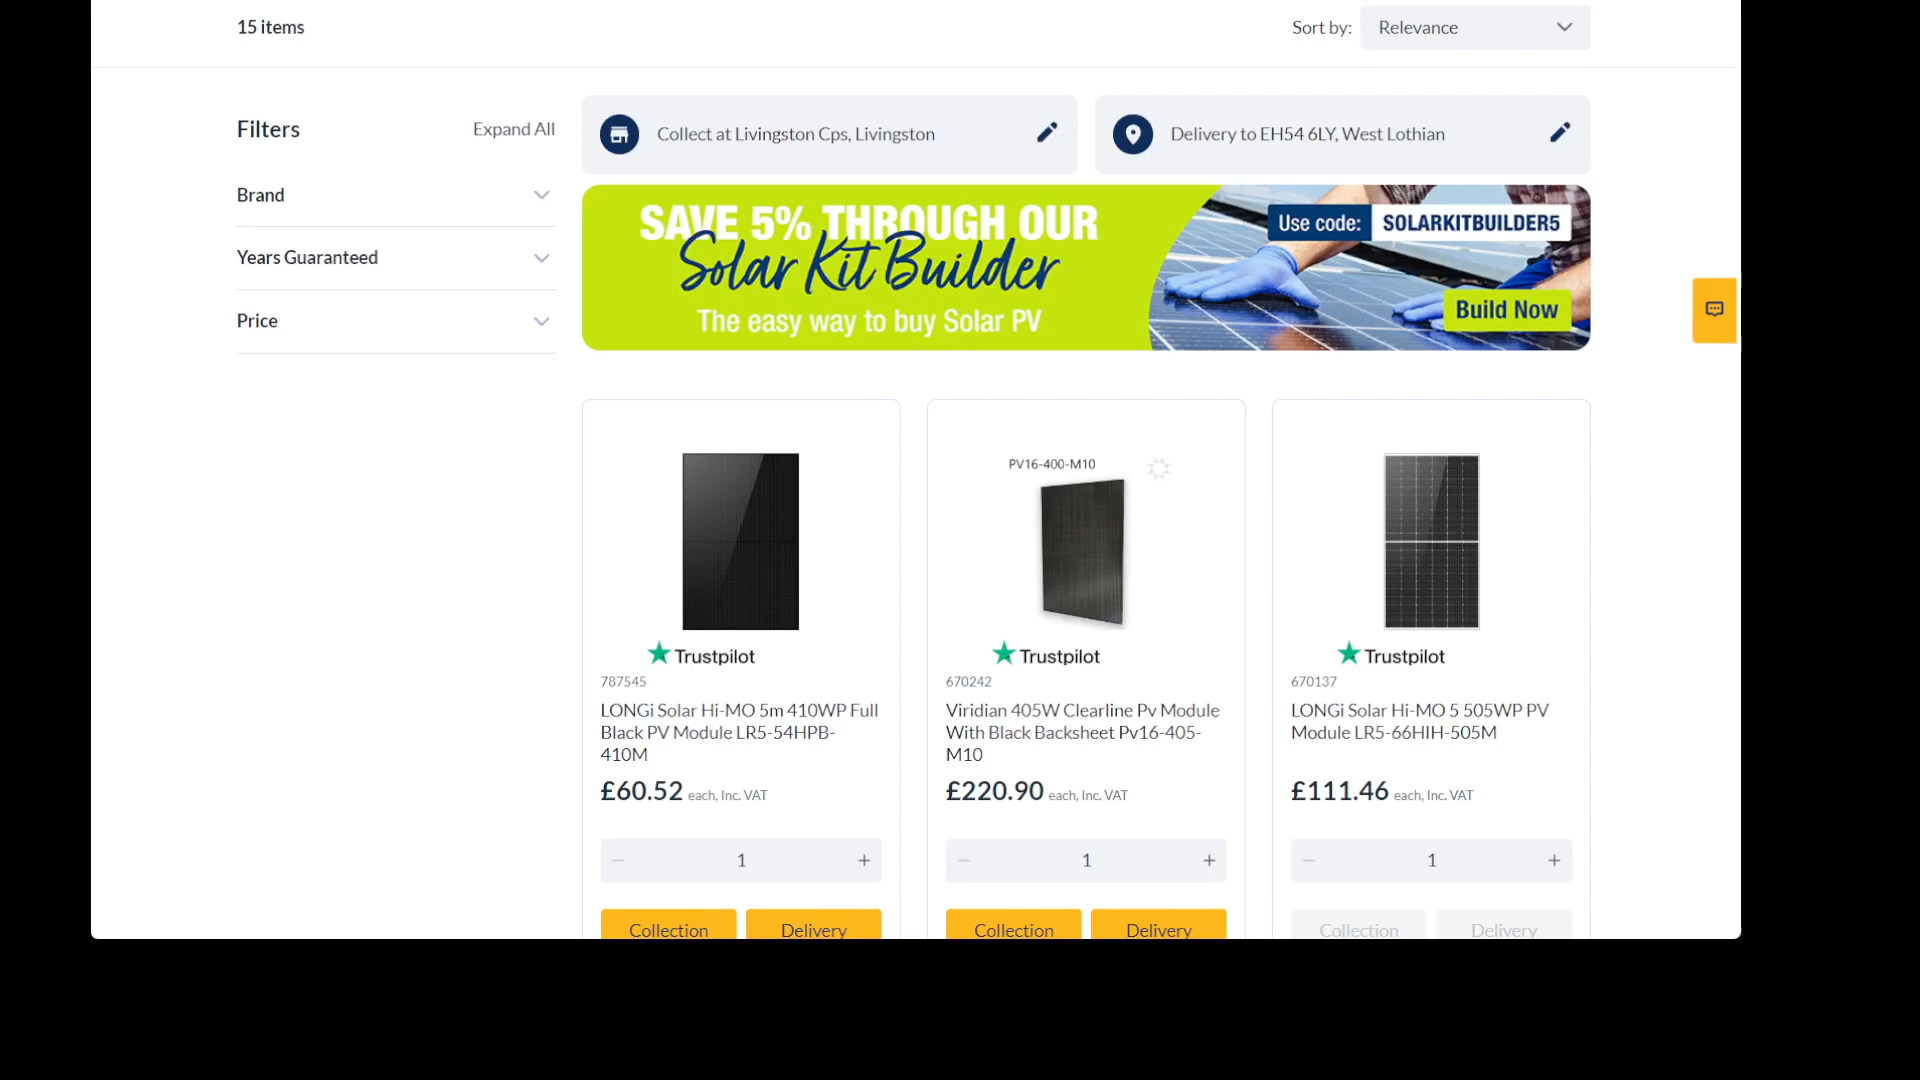 15 items
Sort by: Relevance
Filters
Expand All
Collect at Livingston Cps, Livingston
Delivery to EH54 6LY, West Lothian
Brand
Years Guaranteed
Price
SAVE 5% THROUGH OUR
Solar Kit Builder
The easy way to buy Solar PV
Use code: SOLARKITBUILDER5
Build Now
PV16-400-M10
Trustpilot
787545
LONGi Solar Hi-MO 5m 410WP Full
Black PV Module LR5-54HPB-
410M
£60.52 each, Inc. VAT
− 1 +
Collection Delivery
Trustpilot
670242
Viridian 405W Clearline Pv Module
With Black Backsheet Pv16-405-
M10
£220.90 each, Inc. VAT
− 1 +
Collection Delivery
Trustpilot
670137
LONGi Solar Hi-MO 5 505WP PV
Module LR5-66HIH-505M
£111.46 each, Inc. VAT
− 1 +
Collection Delivery